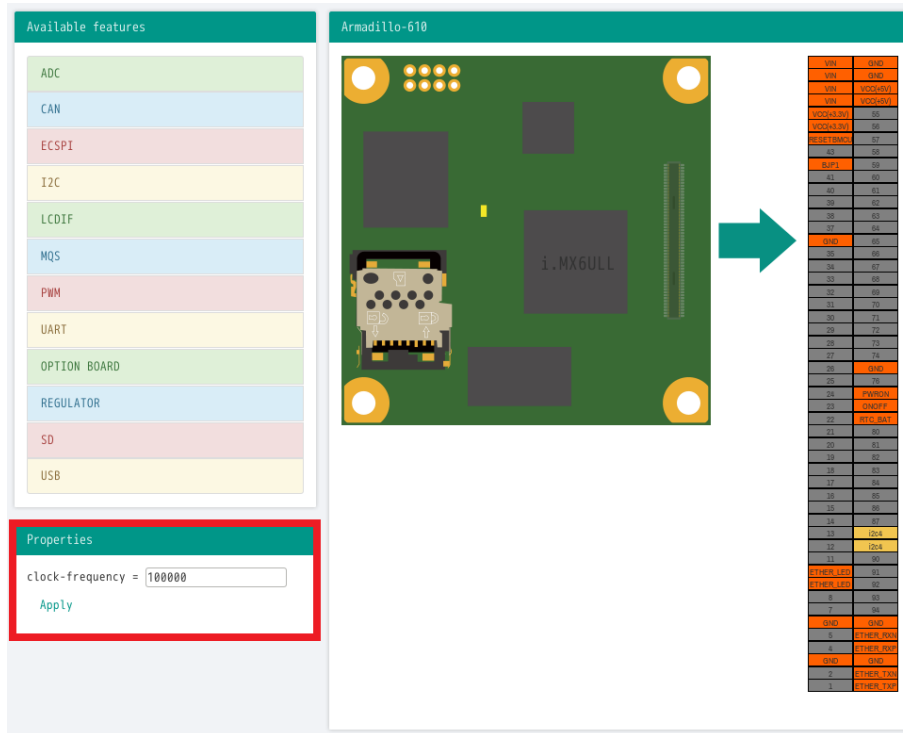 Available features
ADC
CAN
ECSPI
I2C
LCDIF
MQS
PWM
UART
OPTION BOARD
REGULATOR
SD
USB
Properties
clock-frequency = 100000
Apply
Armadillo-610
i.MX6ULL
VIN GND
VIN GND
VIN VCC(+5V)
VIN VCC(+5V)
VCC(+3.3V) 55
VCC(+3.3V) 56
RESETBMCU 57
43 58
BJP1 59
41 60
40 61
39 62
38 63
37 64
GND 65
35 66
34 67
33 68
32 69
31 70
30 71
29 72
28 73
27 74
26 GND
25 76
24 PWRON
23 ONOFF
22 RTC_BAT
21 80
20 81
19 82
18 83
17 84
16 85
15 86
14 87
13 i2c4
12 i2c4
11 90
ETHER_LED 91
ETHER_LED 92
8 93
7 94
GND GND
5 ETHER_RXN
4 ETHER_RXP
GND GND
2 ETHER_TXN
1 ETHER_TXP